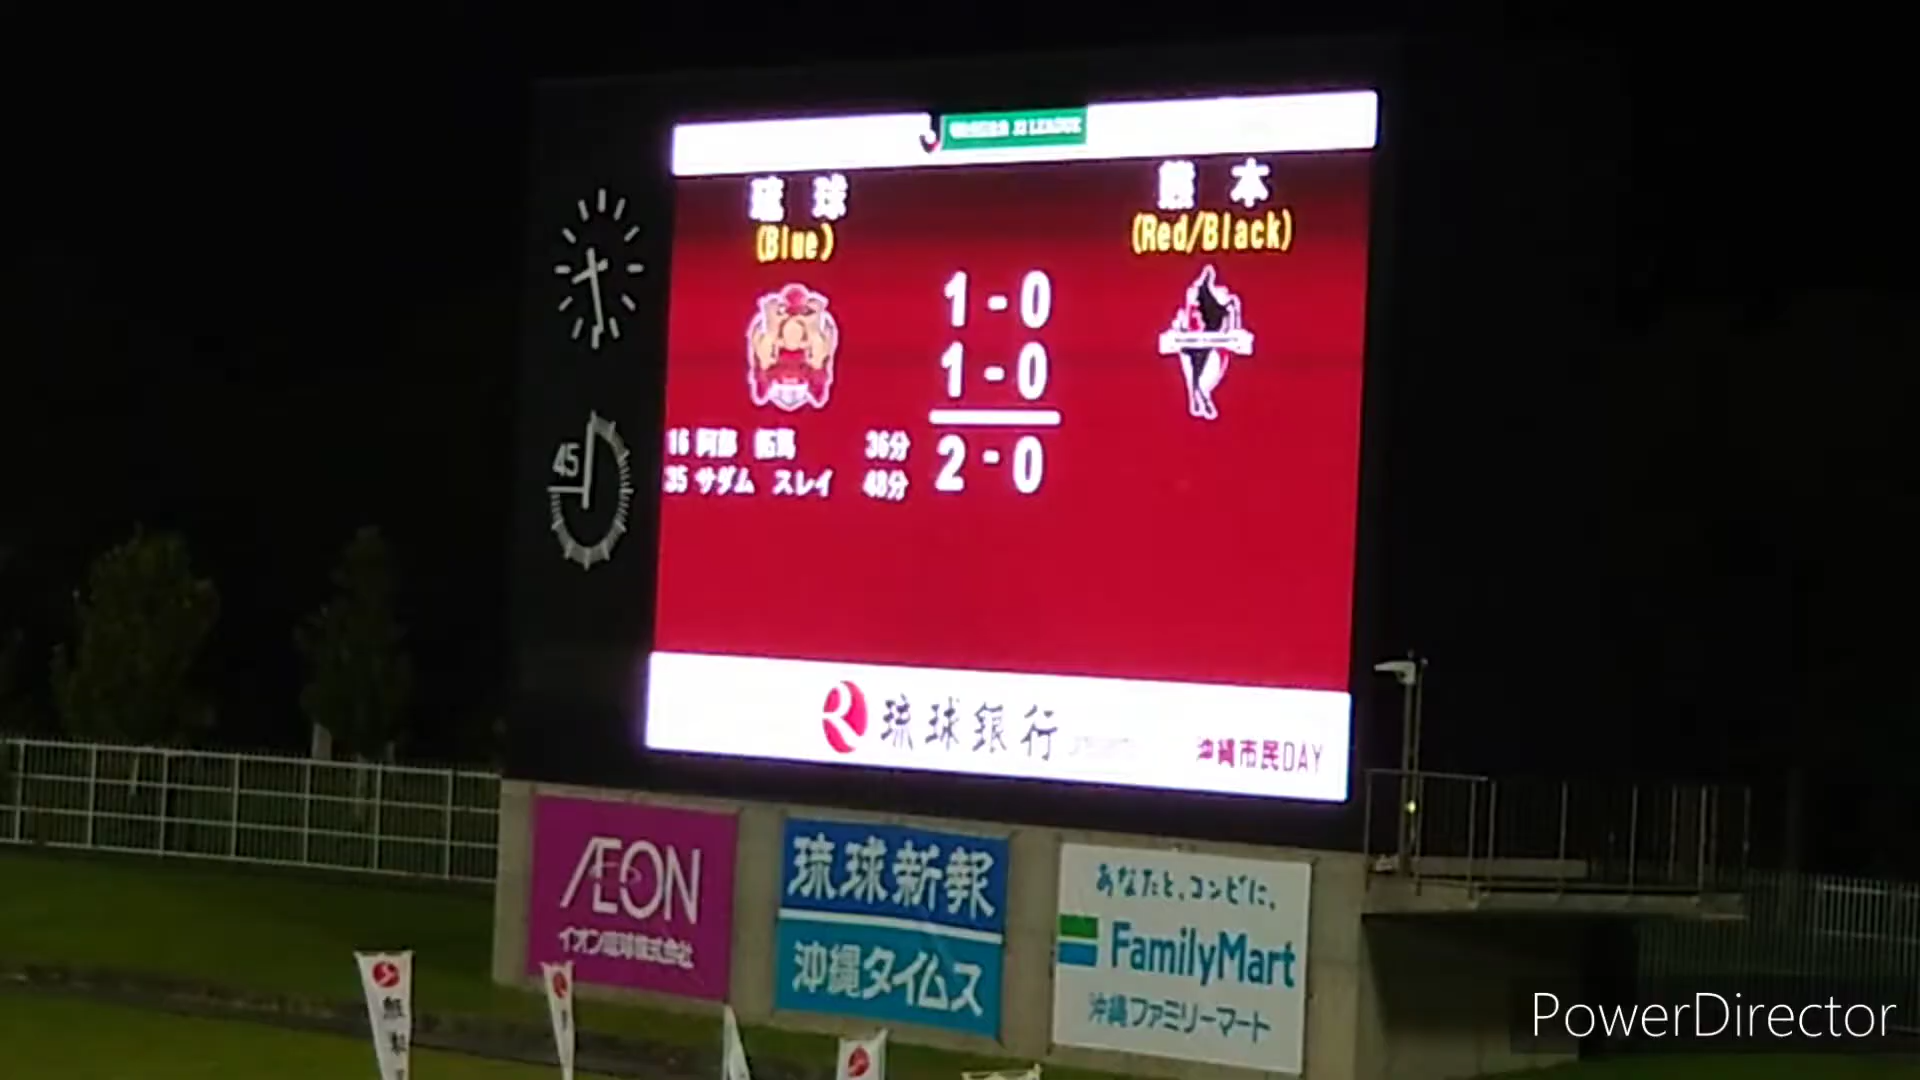 J2 LEAGUE
琉球
熊本
(Blue)
(Red/Black)
1-0
1-0
2-0
16 阿部 拓馬 36分
35 サダム スレイ 48分
45
琉球銀行
沖縄市民DAY
ÆON
イオン琉球株式会社
琉球新報
沖縄タイムス
あなたと、コンビに、
FamilyMart
沖縄ファミリーマート
PowerDirector